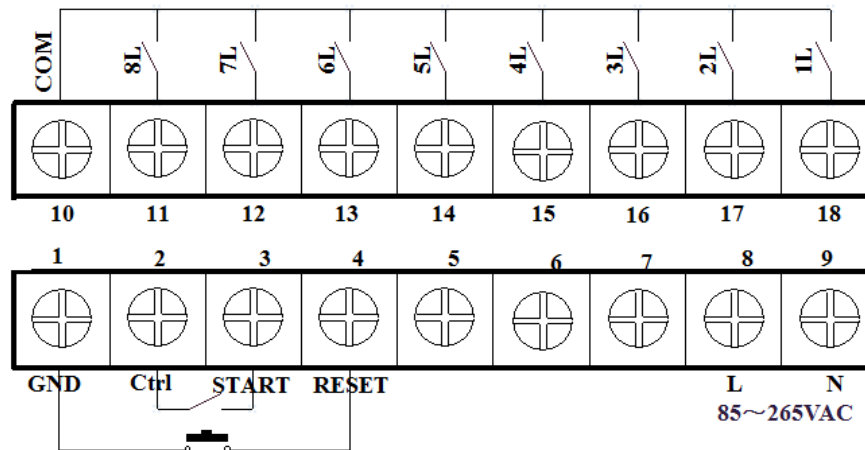 COM 8L 7L 6L 5L 4L 3L 2L 1L
10 11 12 13 14 15 16 17 18
1 2 3 4 5 6 7 8 9
GND Ctrl START RESET L N
85～265VAC